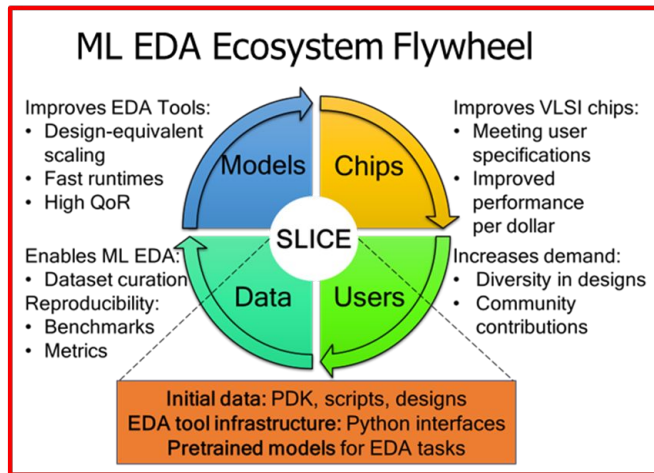 ML EDA Ecosystem Flywheel
Improves EDA Tools:
• Design-equivalent
scaling
• Fast runtimes
• High QoR
Models
Chips
Improves VLSI chips:
• Meeting user
specifications
• Improved
performance
per dollar
SLICE
Enables ML EDA:
• Dataset curation
Reproducibility:
• Benchmarks
• Metrics
Data
Users
Increases demand:
• Diversity in designs
• Community
contributions
Initial data: PDK, scripts, designs
EDA tool infrastructure: Python interfaces
Pretrained models for EDA tasks